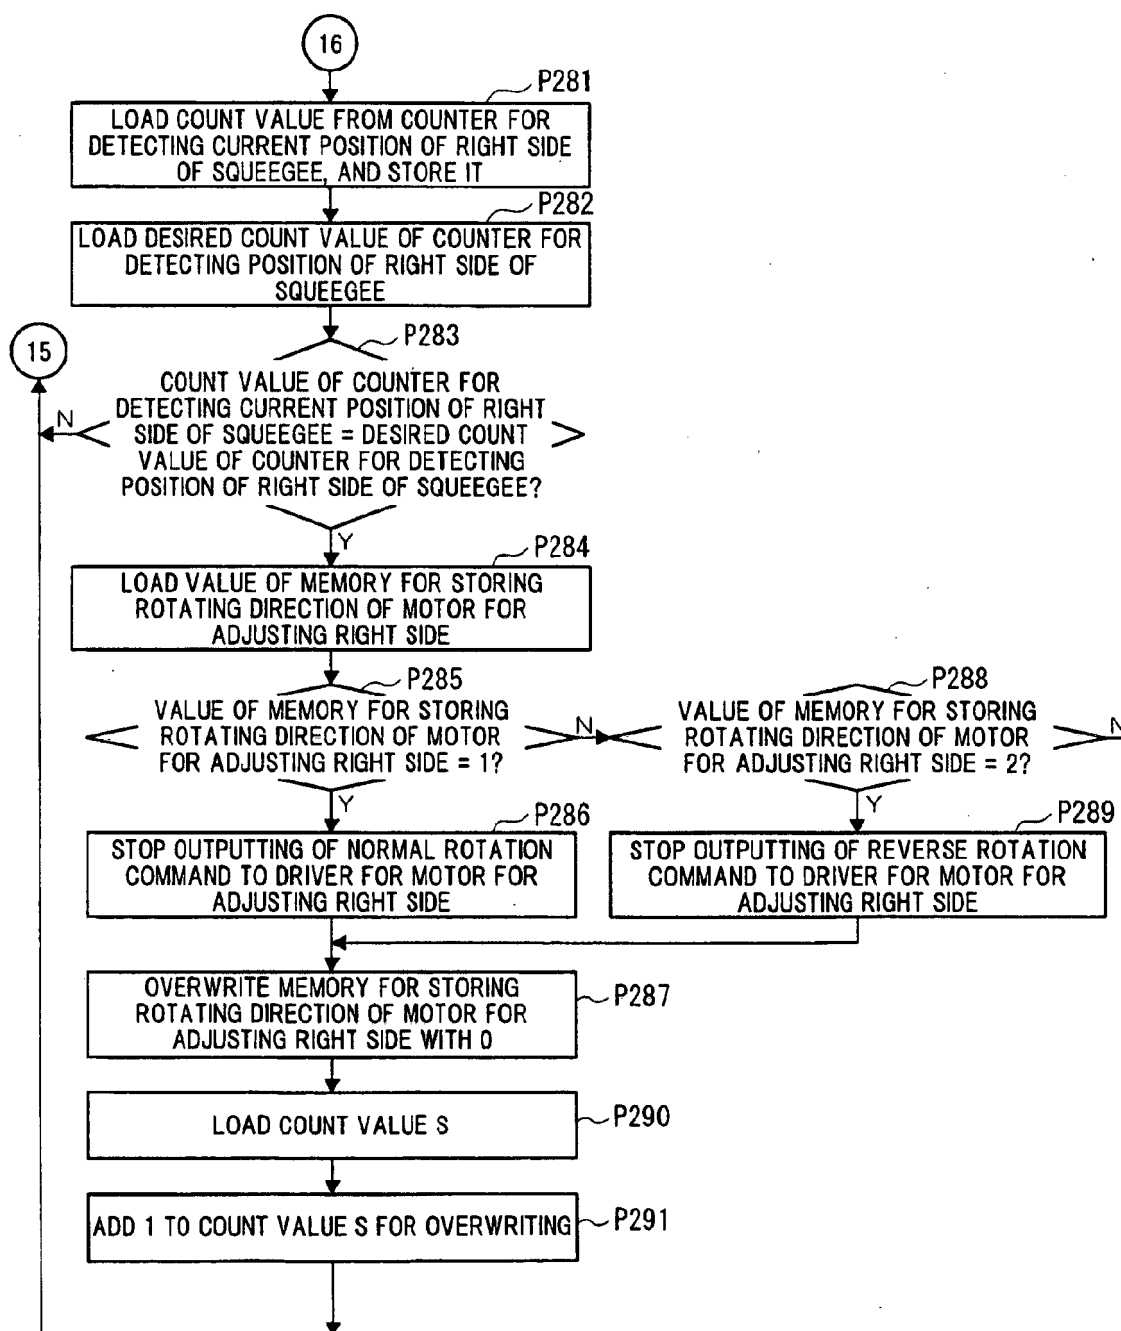 16
P281
LOAD COUNT VALUE FROM COUNTER FOR
DETECTING CURRENT POSITION OF RIGHT SIDE
OF SQUEEGEE, AND STORE IT
P282
LOAD DESIRED COUNT VALUE OF COUNTER FOR
DETECTING POSITION OF RIGHT SIDE OF
SQUEEGEE
15
P283
COUNT VALUE OF COUNTER FOR
DETECTING CURRENT POSITION OF RIGHT
SIDE OF SQUEEGEE = DESIRED COUNT
VALUE OF COUNTER FOR DETECTING
POSITION OF RIGHT SIDE OF SQUEEGEE?
N
Y
P284
LOAD VALUE OF MEMORY FOR STORING
ROTATING DIRECTION OF MOTOR FOR
ADJUSTING RIGHT SIDE
P285
VALUE OF MEMORY FOR STORING
ROTATING DIRECTION OF MOTOR
FOR ADJUSTING RIGHT SIDE = 1?
N
Y
P288
VALUE OF MEMORY FOR STORING
ROTATING DIRECTION OF MOTOR
FOR ADJUSTING RIGHT SIDE = 2?
N
Y
P286
STOP OUTPUTTING OF NORMAL ROTATION
COMMAND TO DRIVER FOR MOTOR FOR
ADJUSTING RIGHT SIDE
P289
STOP OUTPUTTING OF REVERSE ROTATION
COMMAND TO DRIVER FOR MOTOR FOR
ADJUSTING RIGHT SIDE
OVERWRITE MEMORY FOR STORING
ROTATING DIRECTION OF MOTOR FOR
ADJUSTING RIGHT SIDE WITH 0
P287
LOAD COUNT VALUE S
P290
ADD 1 TO COUNT VALUE S FOR OVERWRITING
P291